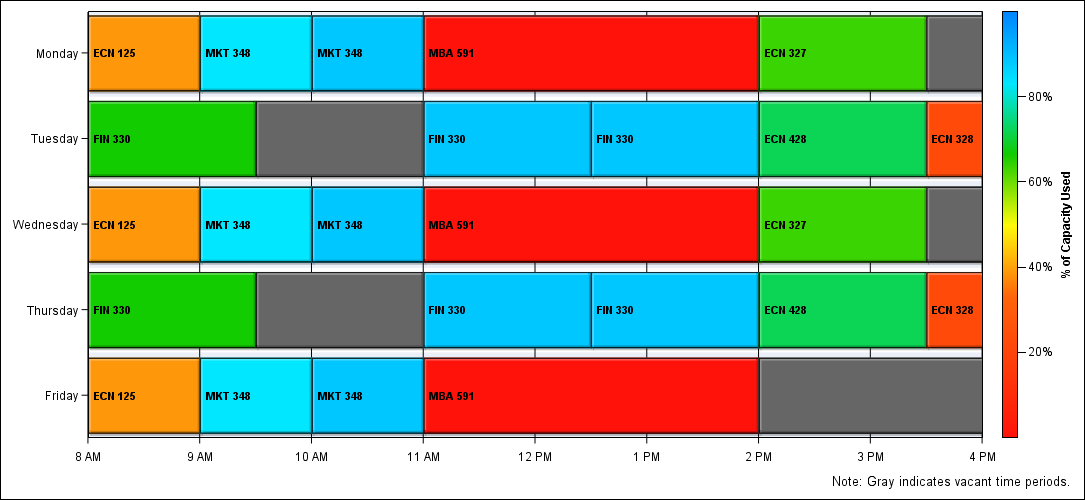 Monday
ECN 125
MKT 348
MKT 348
MBA 591
ECN 327
Tuesday
FIN 330
FIN 330
FIN 330
ECN 428
ECN 328
Wednesday
ECN 125
MKT 348
MKT 348
MBA 591
ECN 327
Thursday
FIN 330
FIN 330
FIN 330
ECN 428
ECN 328
Friday
ECN 125
MKT 348
MKT 348
MBA 591
8 AM
9 AM
10 AM
11 AM
12 PM
1 PM
2 PM
3 PM
4 PM
80%
60%
40%
20%
% of Capacity Used
Note: Gray indicates vacant time periods.